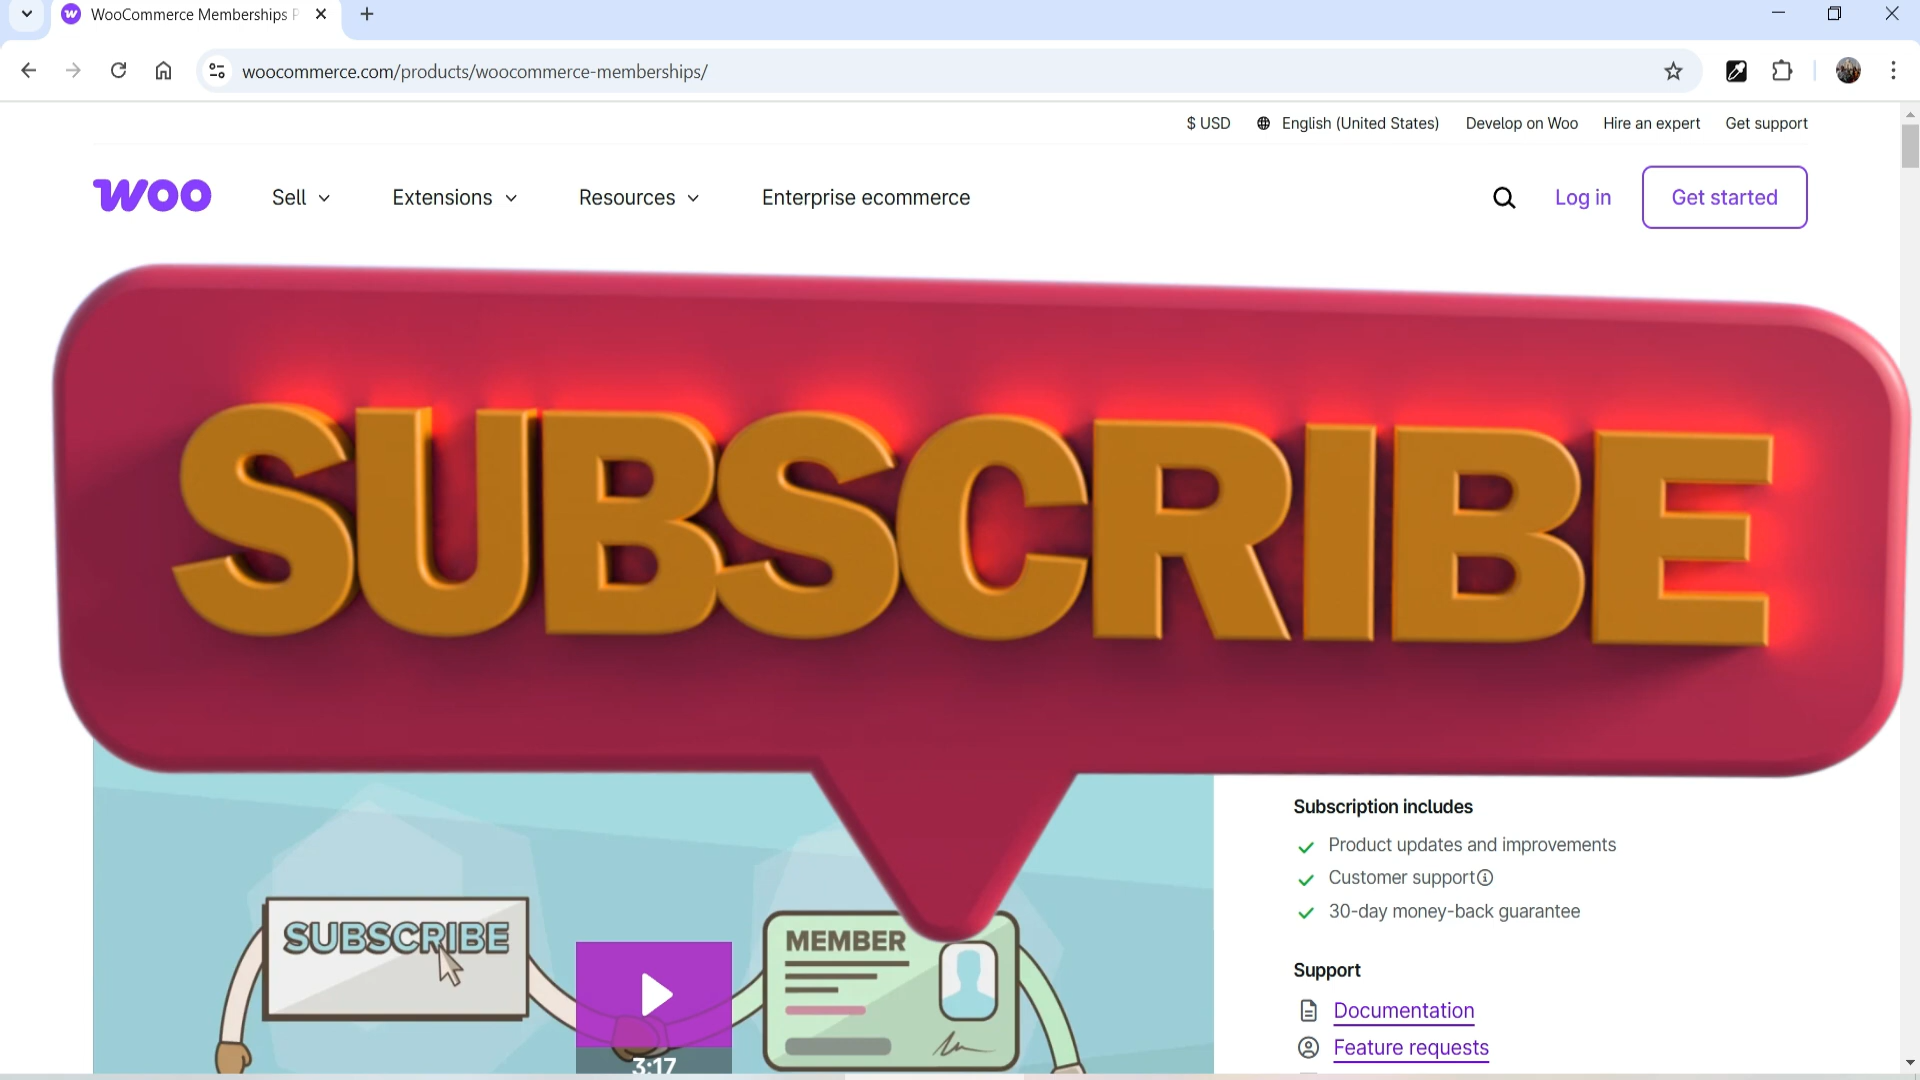 WooCommerce Memberships
woocommerce.com/products/woocommerce-memberships/
$ USD English (United States) Develop on Woo Hire an expert Get support
woo Sell Extensions Resources Enterprise ecommerce Log in Get started
SUBSCRIBE
Subscription includes
Product updates and improvements
Customer support
30-day money-back guarantee
SUBSCRIBE
MEMBER
3:17
Support
Documentation
Feature requests